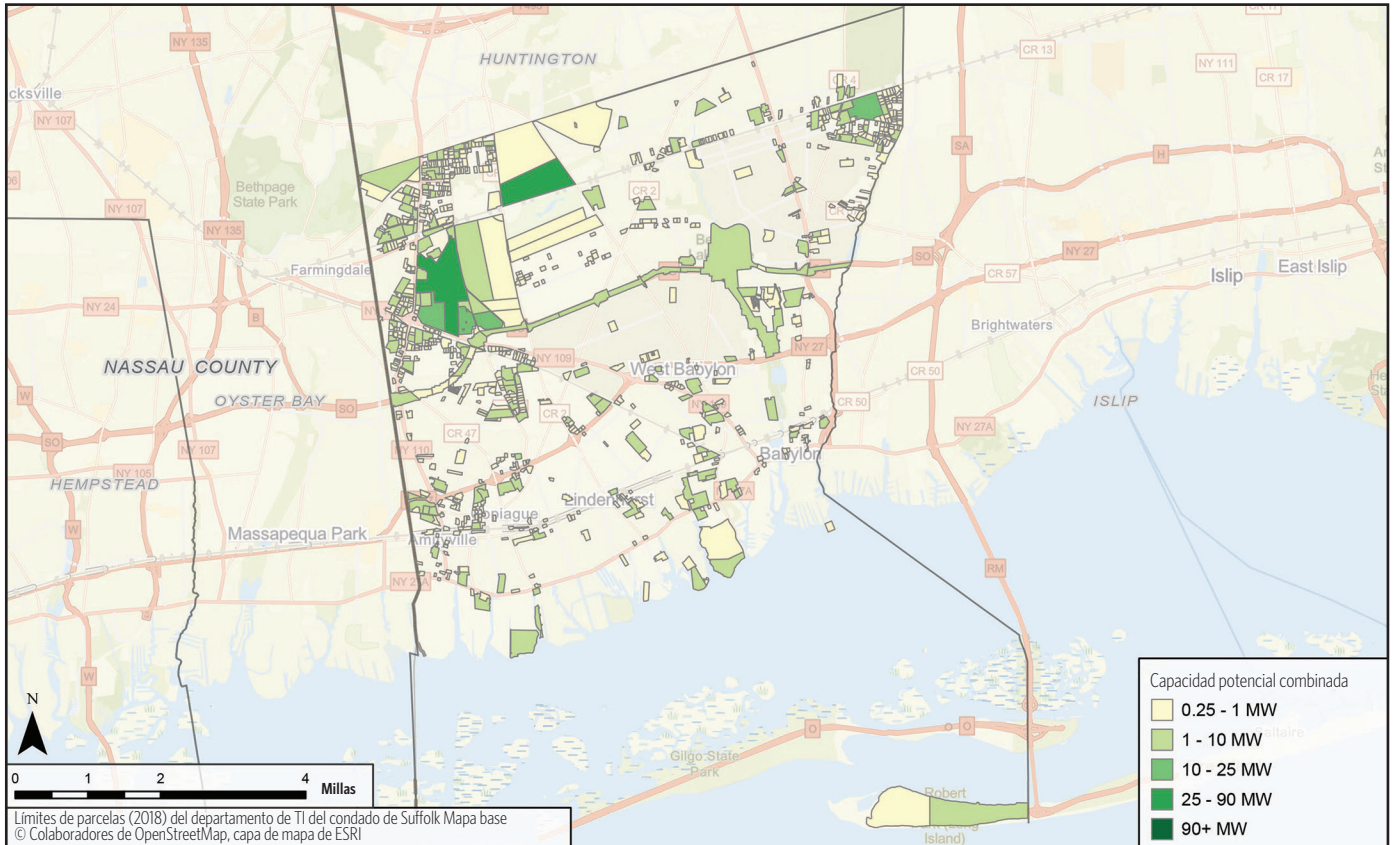 NY 135
HUNTINGTON
CR 4
CR 13
NY 111
CR 17
cksville
NY 107
SA
H
Bethpage
State Park
CR 2
NY 107
NY 135
Farmingdale
SO
NY 27
CR 57
Islip
East Islip
NY 24
B
Brightwaters
NASSAU COUNTY
NY 109
NY 27
West Babylon
CR 50
OYSTER BAY
SO
W
CR 2
CR 50
ISLIP
SO
NY 107
NY 110
CR 47
NY 27A
Babylon
NY 105
HEMPSTEAD
Lindenhurst
W
Massapequa Park
RM
W
N
Gilgo State
Park
O
O
O
Robert
Island)
0 1 2 4 Millas
Límites de parcelas (2018) del departamento de TI del condado de Suffolk Mapa base
© Colaboradores de OpenStreetMap, capa de mapa de ESRI
Capacidad potencial combinada
0.25 - 1 MW
1 - 10 MW
10 - 25 MW
25 - 90 MW
90+ MW